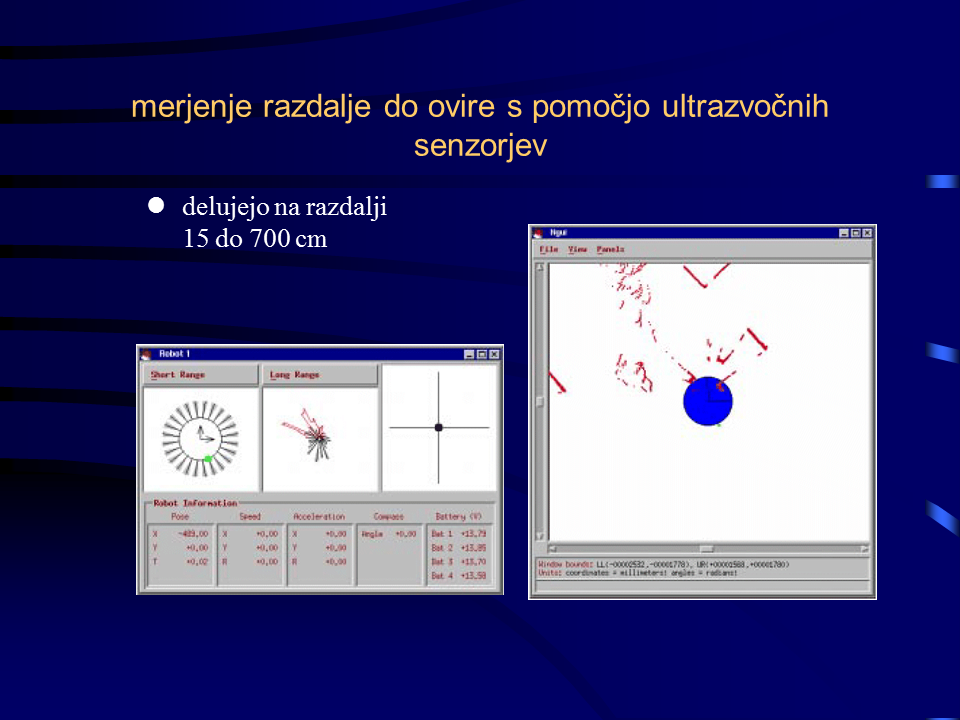 merjenje razdalje do ovire s pomočjo ultrazvočnih
senzorjev
delujejo na razdalji
15 do 700 cm
Robot 1
Short Range
Long Range
Robot Information
Pose
Speed
Acceleration
Compass
Battery (V)
X -489,00
X +0,00
X +0,00
Angle +0,00
Bat 1 +13,79
Y +0,00
Y +0,00
Y +0,00
Bat 2 +13,85
T +0,02
R +0,00
R +0,00
Bat 3 +13,70
Bat 4 +13,58
Ngui
File View Panels
Window bounds: LL(-00002532,-00001778), UR(+00001588,+00001780)
Units: coordinates = millimeters; angles = radians;